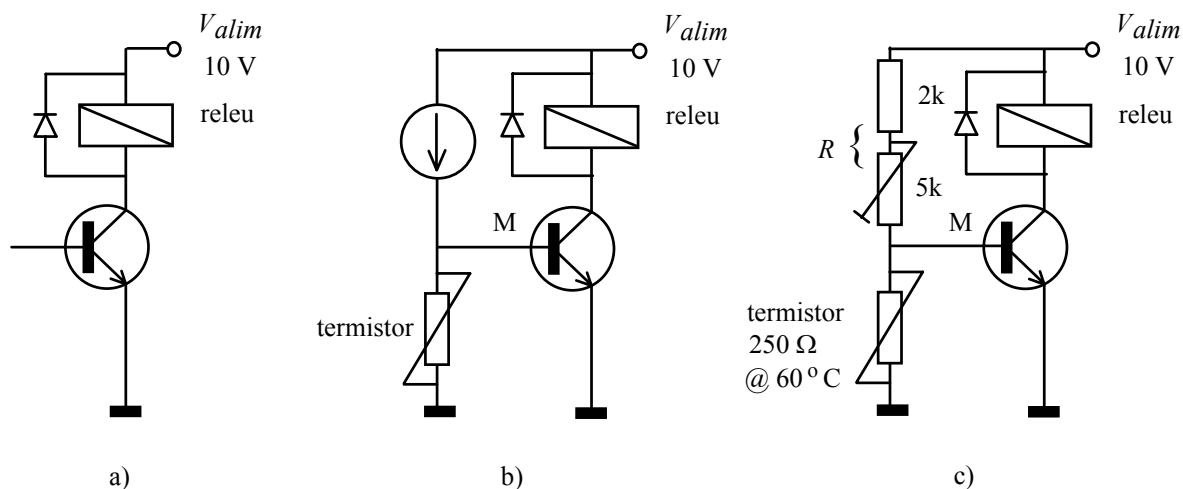 V alim
10 V
releu
a)
V alim
10 V
releu
M
termistor
b)
V alim
10 V
2k
releu
R {
5k
M
termistor
250 Ω
@ 60 o C
c)